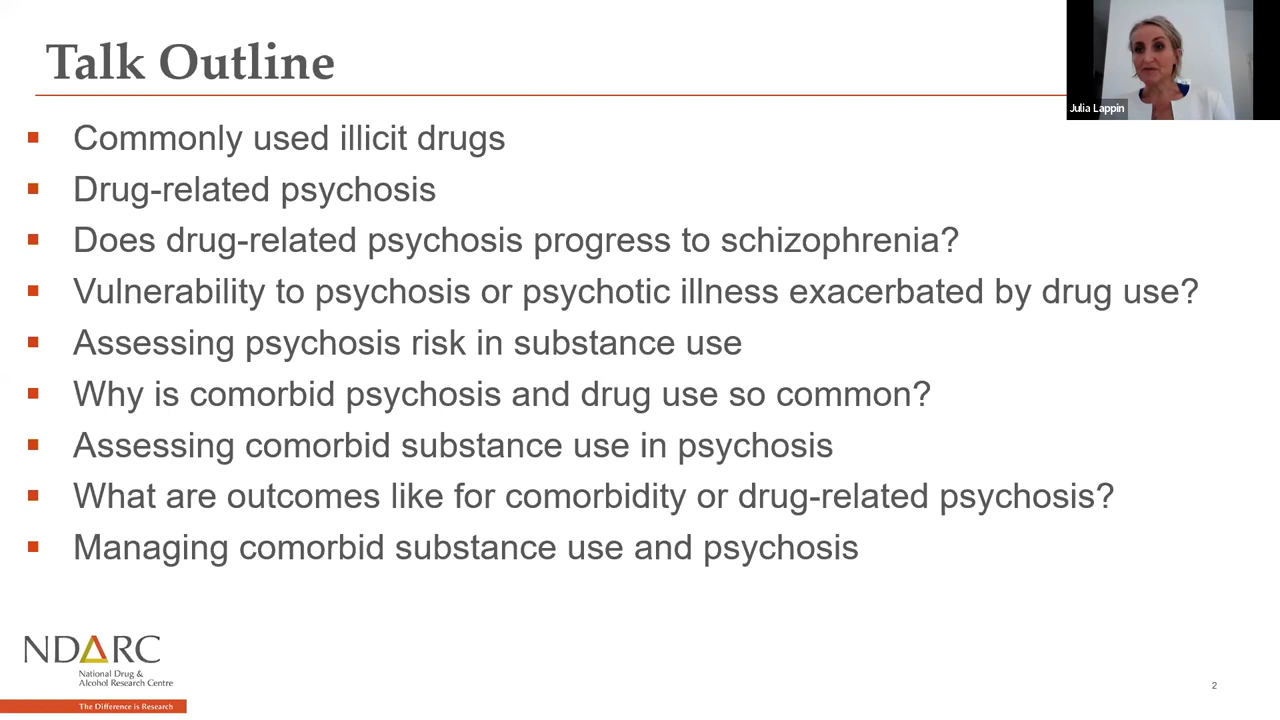 Talk Outline
Julia Lappin
Commonly used illicit drugs
Drug-related psychosis
Does drug-related psychosis progress to schizophrenia?
Vulnerability to psychosis or psychotic illness exacerbated by drug use?
Assessing psychosis risk in substance use
Why is comorbid psychosis and drug use so common?
Assessing comorbid substance use in psychosis
What are outcomes like for comorbidity or drug-related psychosis?
Managing comorbid substance use and psychosis
NDARC
National Drug &
Alcohol Research Centre
The Difference is Research
2